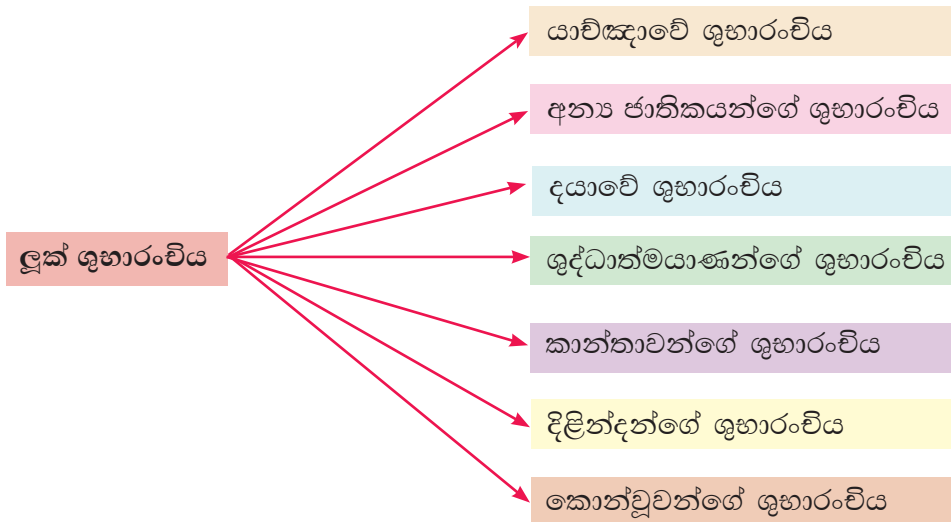 යාච්ඤාවේ ශුභාරංචිය
අන්‍ය ජාතිකයන්ගේ ශුභාරංචිය
දයාවේ ශුභාරංචිය
ලූක් ශුභාරංචිය
ශුද්ධාත්මයාණන්ගේ ශුභාරංචිය
කාන්තාවන්ගේ ශුභාරංචිය
දිළින්දන්ගේ ශුභාරංචිය
කොන්වූවන්ගේ ශුභාරංචිය